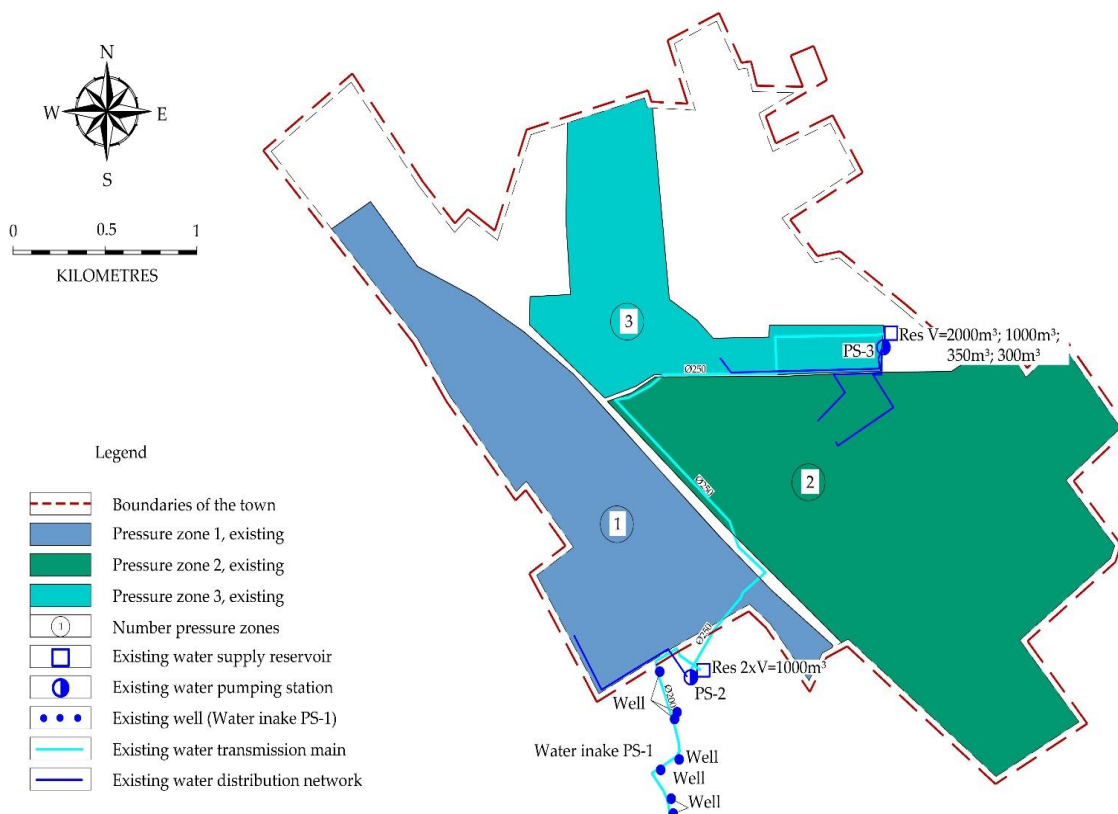 N
W
E
S
0
0.5
1
KILOMETRES
3
Res V=2000m³; 1000m³;
350m³; 300m³
PS-3
Ø250
2
Ø250
1
Ø250
Res 2xV=1000m³
PS-2
Well
Ø200
Water inake PS-1
Well
Well
Well
Legend
Boundaries of the town
Pressure zone 1, existing
Pressure zone 2, existing
Pressure zone 3, existing
1
Number pressure zones
Existing water supply reservoir
Existing water pumping station
Existing well (Water inake PS-1)
Existing water transmission main
Existing water distribution network